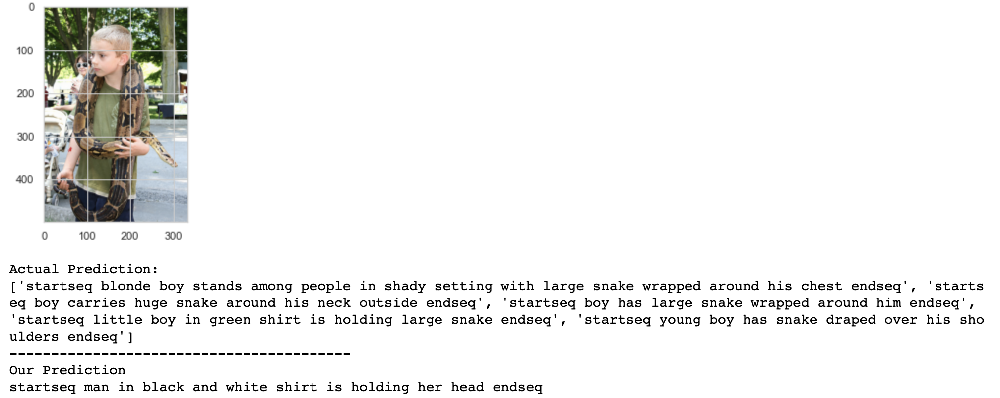 0
100
200
300
400
0 100 200 300
Actual Prediction:
['startseq blonde boy stands among people in shady setting with large snake wrapped around his chest endseq', 'starts
eq boy carries huge snake around his neck outside endseq', 'startseq boy has large snake wrapped around him endseq',
'startseq little boy in green shirt is holding large snake endseq', 'startseq young boy has snake draped over his sho
ulders endseq']
------------------------------------------
Our Prediction
startseq man in black and white shirt is holding her head endseq